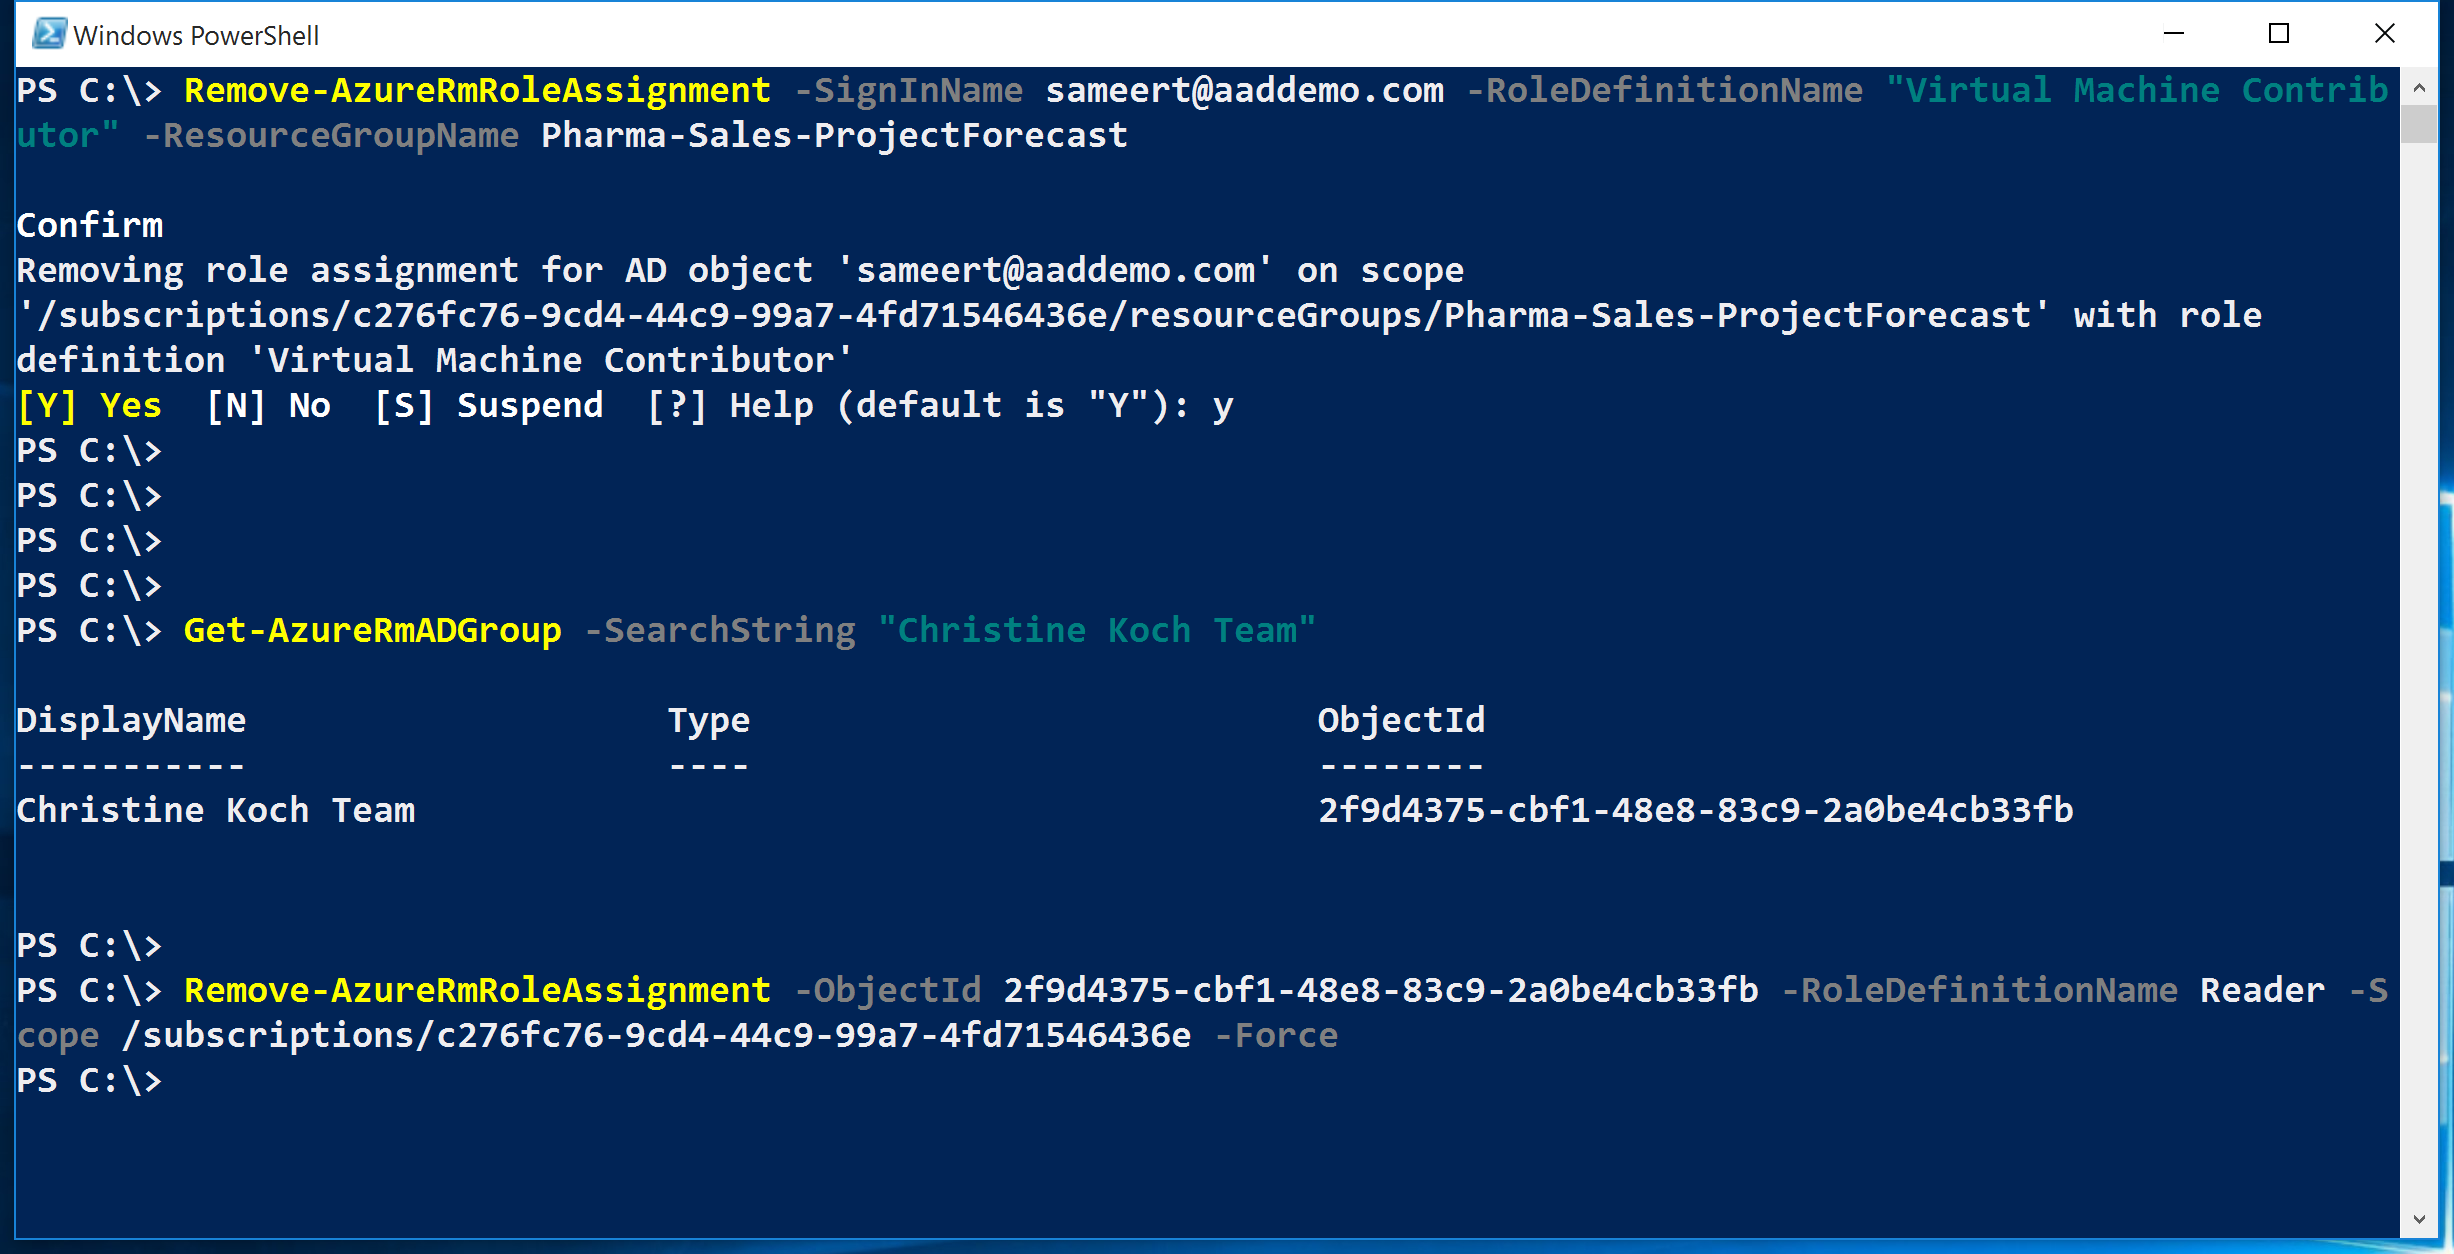 Windows PowerShell
PS C:\> Remove-AzureRmRoleAssignment -SignInName sameert@aaddemo.com -RoleDefinitionName "Virtual Machine Contrib
utor" -ResourceGroupName Pharma-Sales-ProjectForecast
Confirm
Removing role assignment for AD object 'sameert@aaddemo.com' on scope
'/subscriptions/c276fc76-9cd4-44c9-99a7-4fd71546436e/resourceGroups/Pharma-Sales-ProjectForecast' with role
definition 'Virtual Machine Contributor'
[Y] Yes  [N] No  [S] Suspend  [?] Help (default is "Y"): y
PS C:\>
PS C:\>
PS C:\>
PS C:\>
PS C:\> Get-AzureRmADGroup -SearchString "Christine Koch Team"
DisplayName                    Type                           ObjectId
-----------                    ----                           --------
Christine Koch Team                                           2f9d4375-cbf1-48e8-83c9-2a0be4cb33fb
PS C:\>
PS C:\> Remove-AzureRmRoleAssignment -ObjectId 2f9d4375-cbf1-48e8-83c9-2a0be4cb33fb -RoleDefinitionName Reader -S
cope /subscriptions/c276fc76-9cd4-44c9-99a7-4fd71546436e -Force
PS C:\>